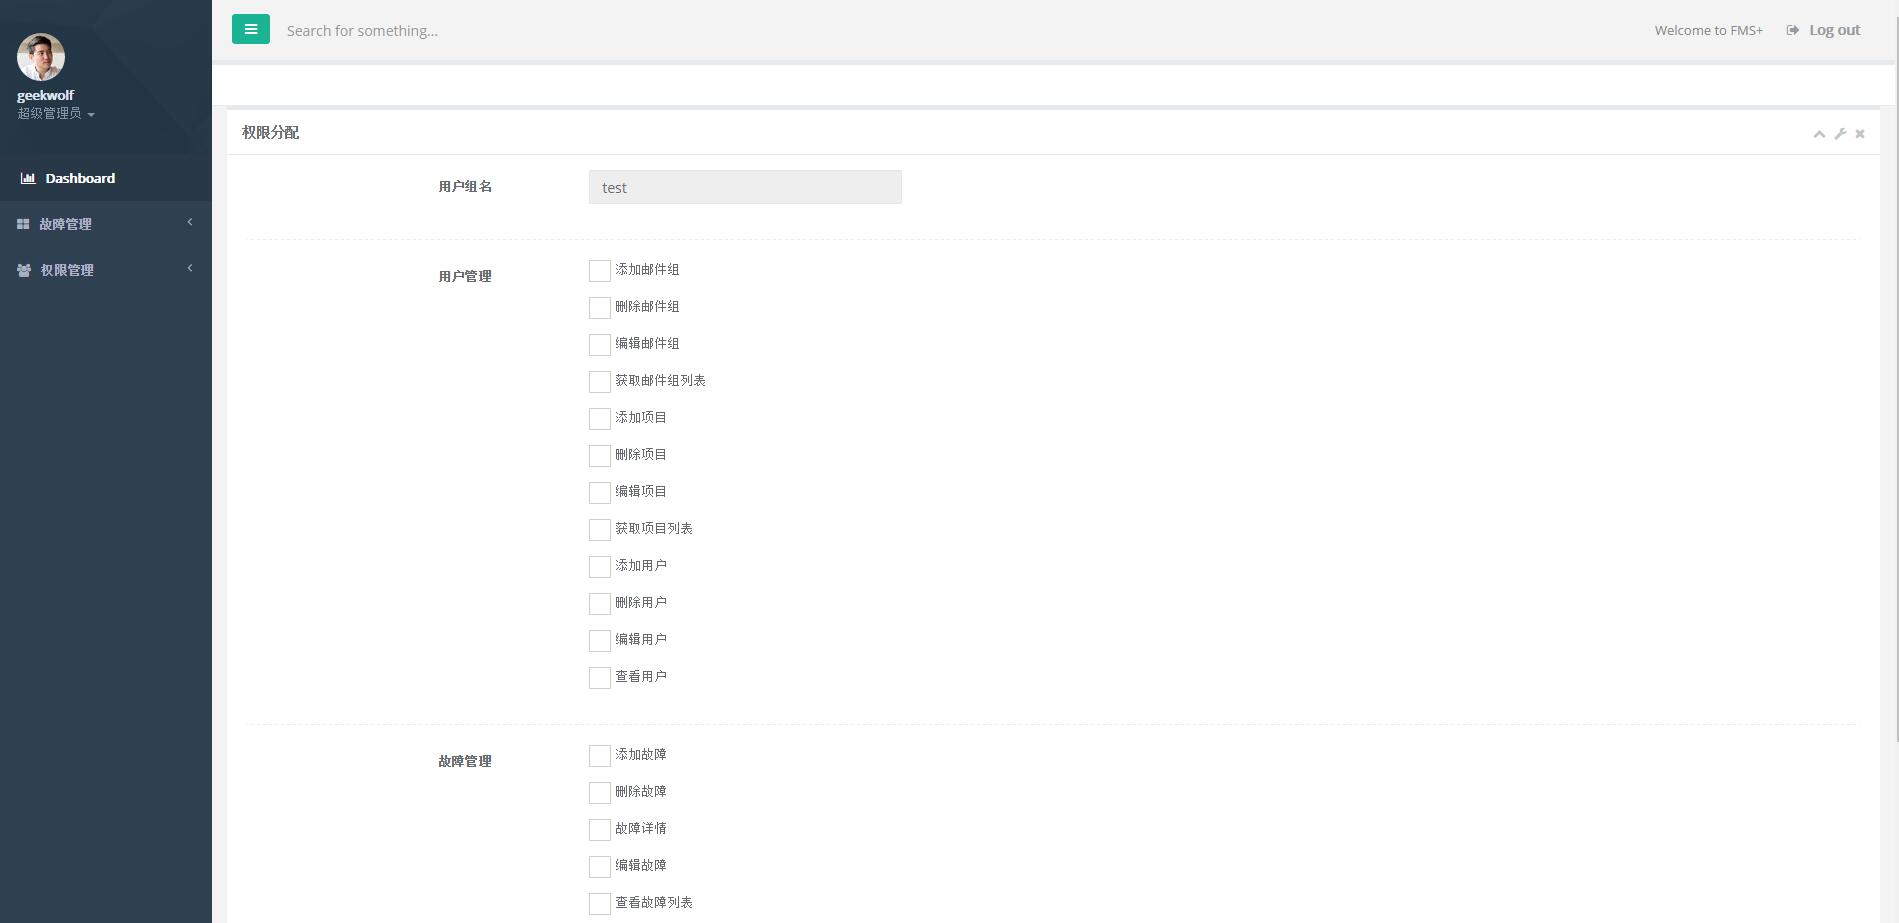 geekwolf
超级管理员
Dashboard
故障管理
权限管理
Search for something...
Welcome to FMS+
Log out
权限分配
用户组名
test
用户管理
添加邮件组
删除邮件组
编辑邮件组
获取邮件组列表
添加项目
删除项目
编辑项目
获取项目列表
添加用户
删除用户
编辑用户
查看用户
故障管理
添加故障
删除故障
故障详情
编辑故障
查看故障列表